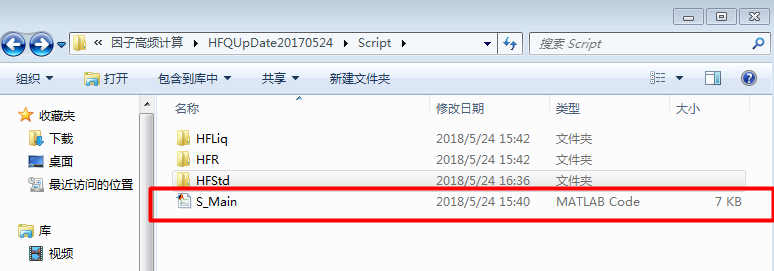 « 因子高频计算 ▸ HFQUpDate20170524 ▸ Script ▸
搜索 Script
组织 打开 包含到库中 共享 新建文件夹
收藏夹
下载
桌面
最近访问的位置
库
视频
名称 修改日期 类型 大小
HFLiq 2018/5/24 15:42 文件夹
HFR 2018/5/24 15:42 文件夹
HFStd 2018/5/24 16:36 文件夹
S_Main 2018/5/24 15:40 MATLAB Code 7 KB